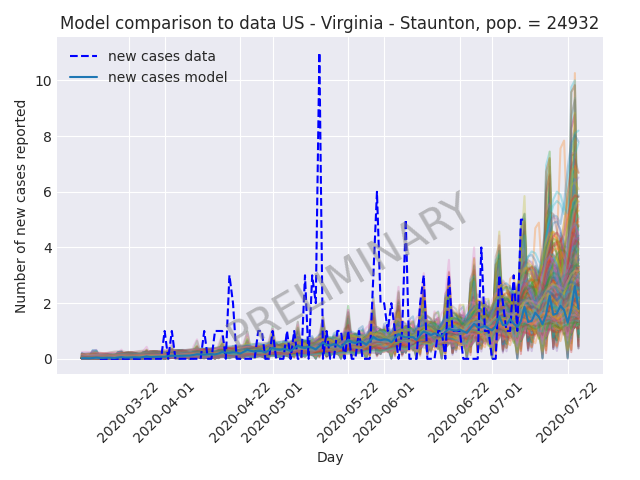 Model comparison to data US - Virginia - Staunton, pop. = 24932
new cases data
new cases model
Number of new cases reported
10
8
6
4
2
0
PRELIMINARY
2020-03-22
2020-04-01
2020-04-22
2020-05-01
2020-05-22
2020-06-01
2020-06-22
2020-07-01
2020-07-22
Day